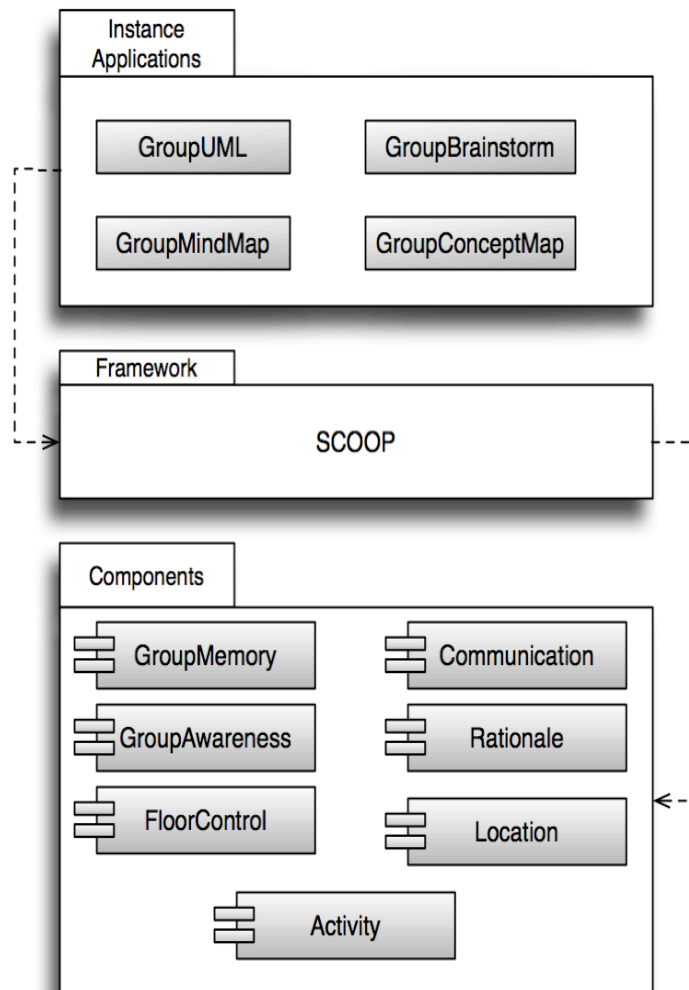 Instance
Applications
GroupUML
GroupBrainstorm
GroupMindMap
GroupConceptMap
Framework
SCOOP
Components
GroupMemory
Communication
GroupAwareness
Rationale
FloorControl
Location
Activity